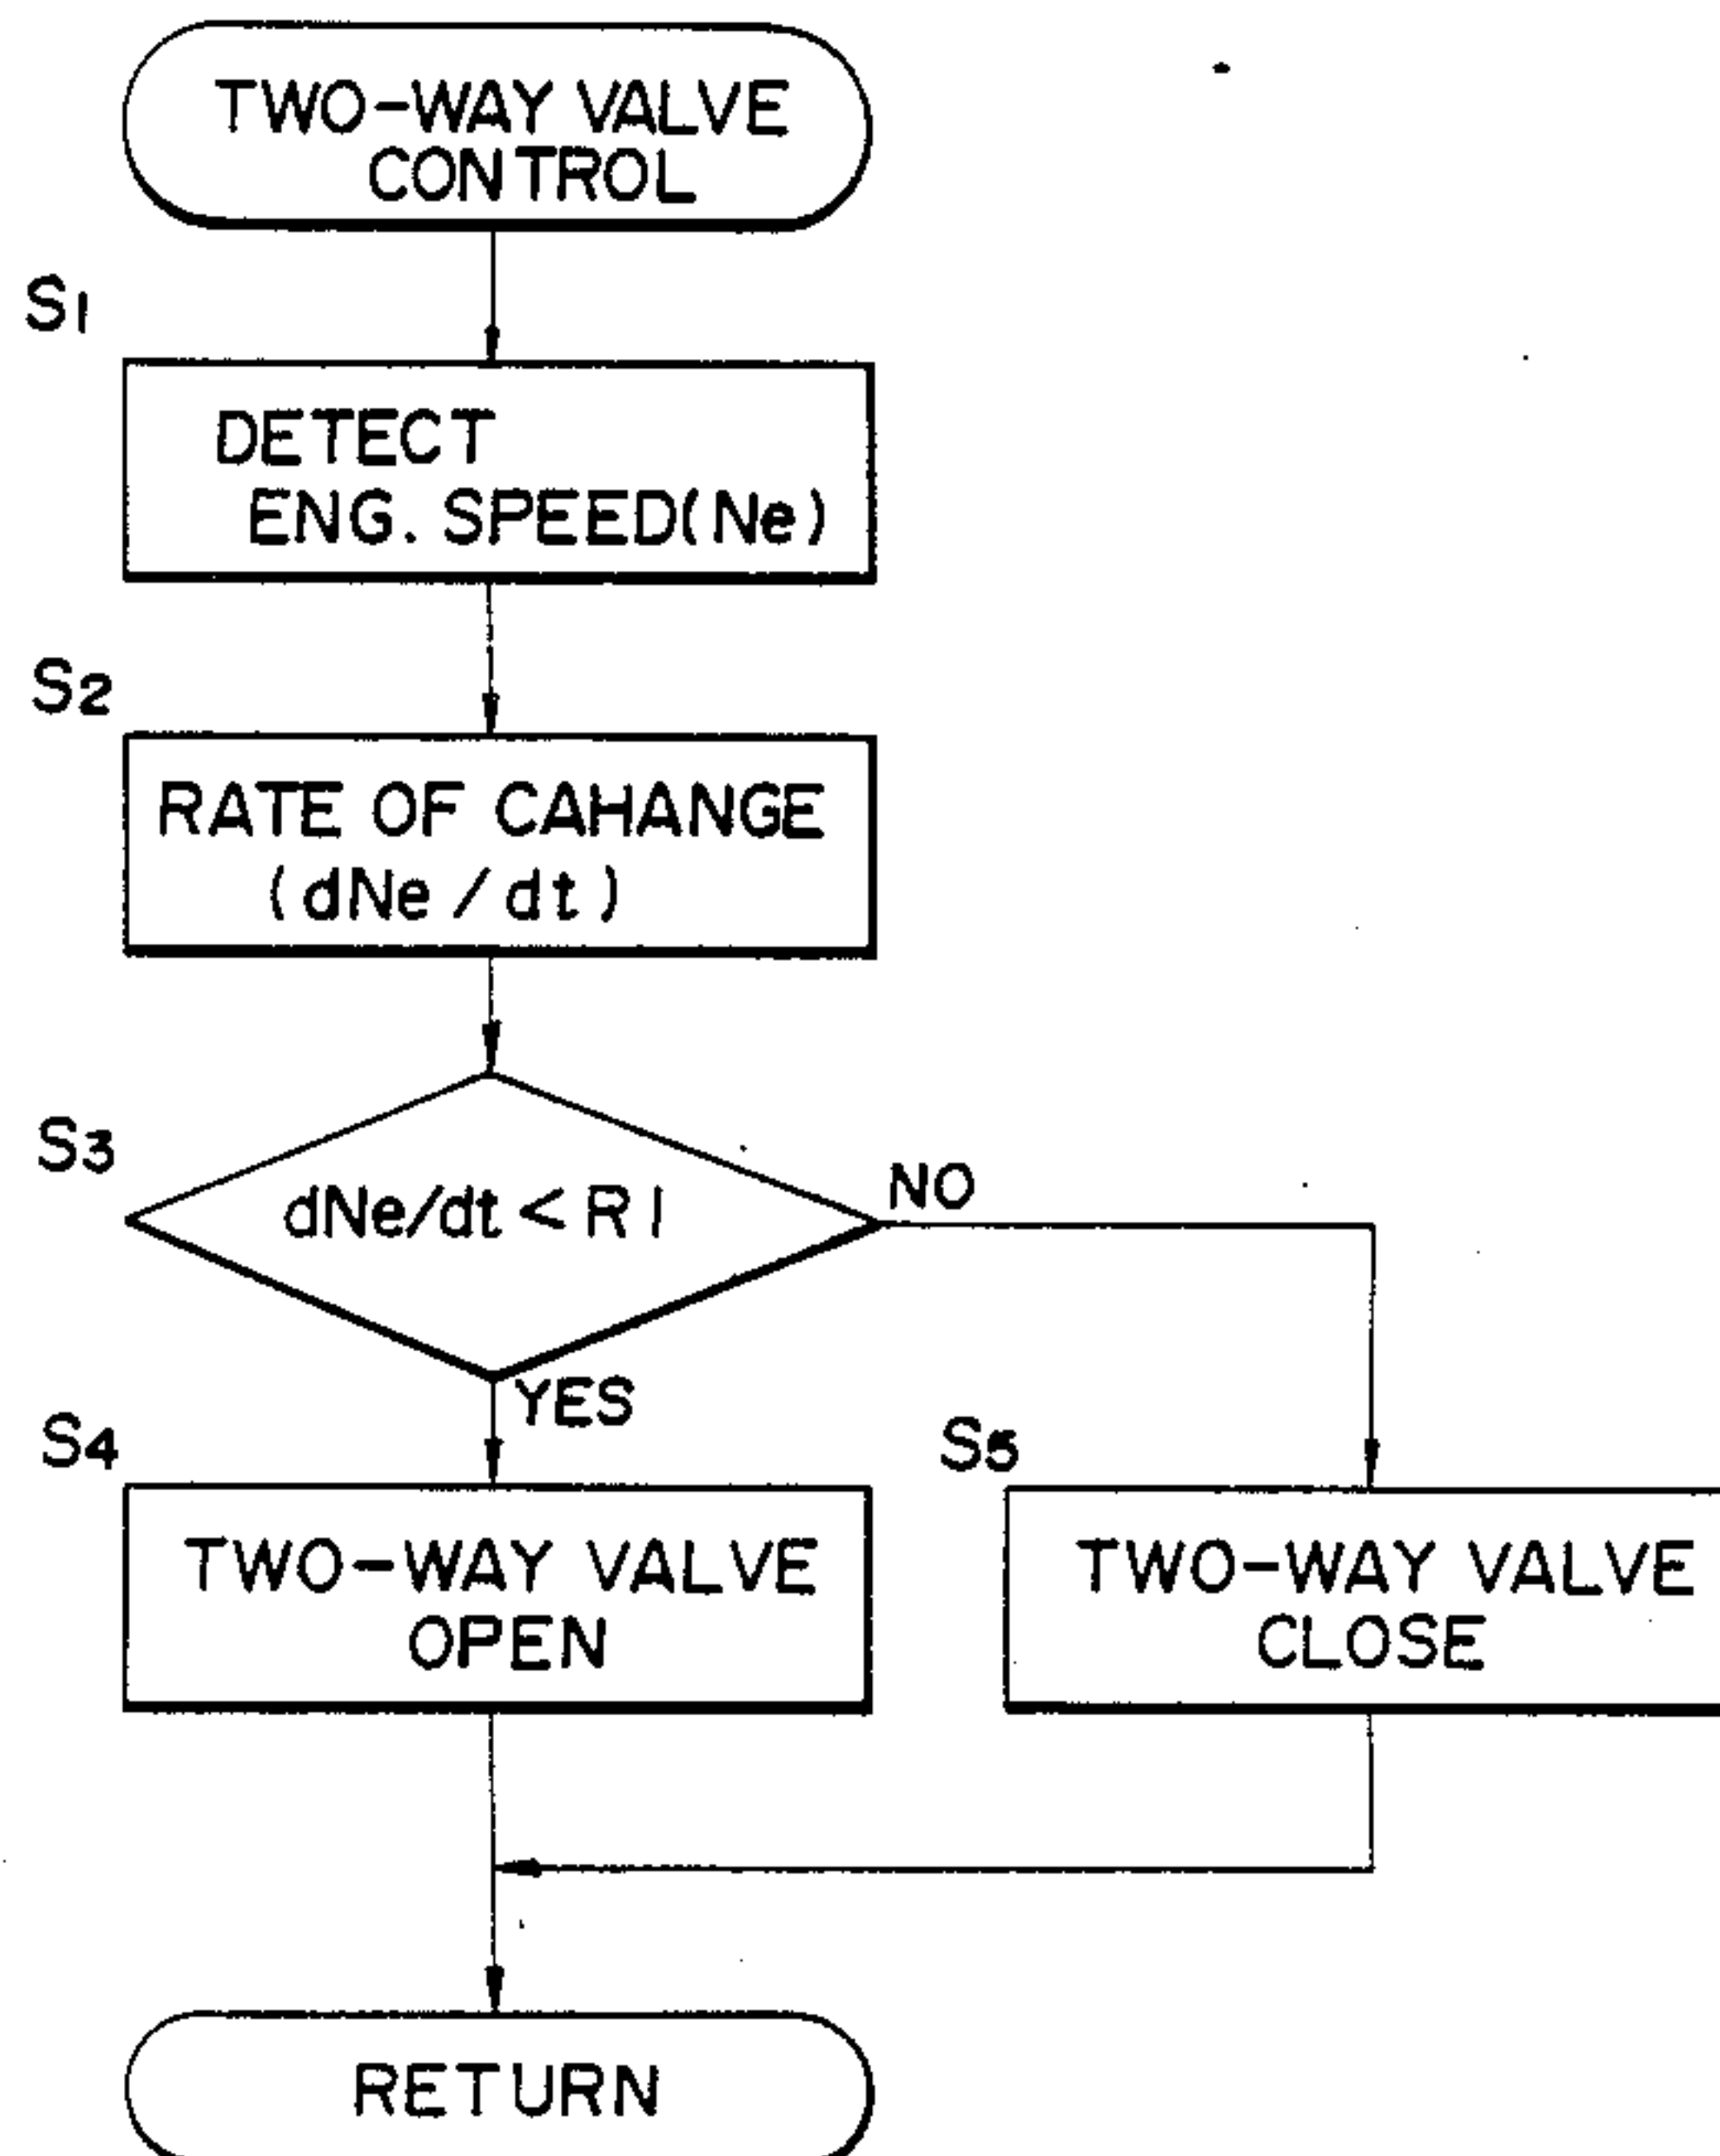 TWO-WAY VALVE
CONTROL
S1
DETECT
ENG. SPEED(Ne)
S2
RATE OF CAHANGE
(dNe/dt)
S3
dNe/dt < R1
NO
YES
S4
TWO-WAY VALVE
OPEN
S5
TWO-WAY VALVE
CLOSE
RETURN